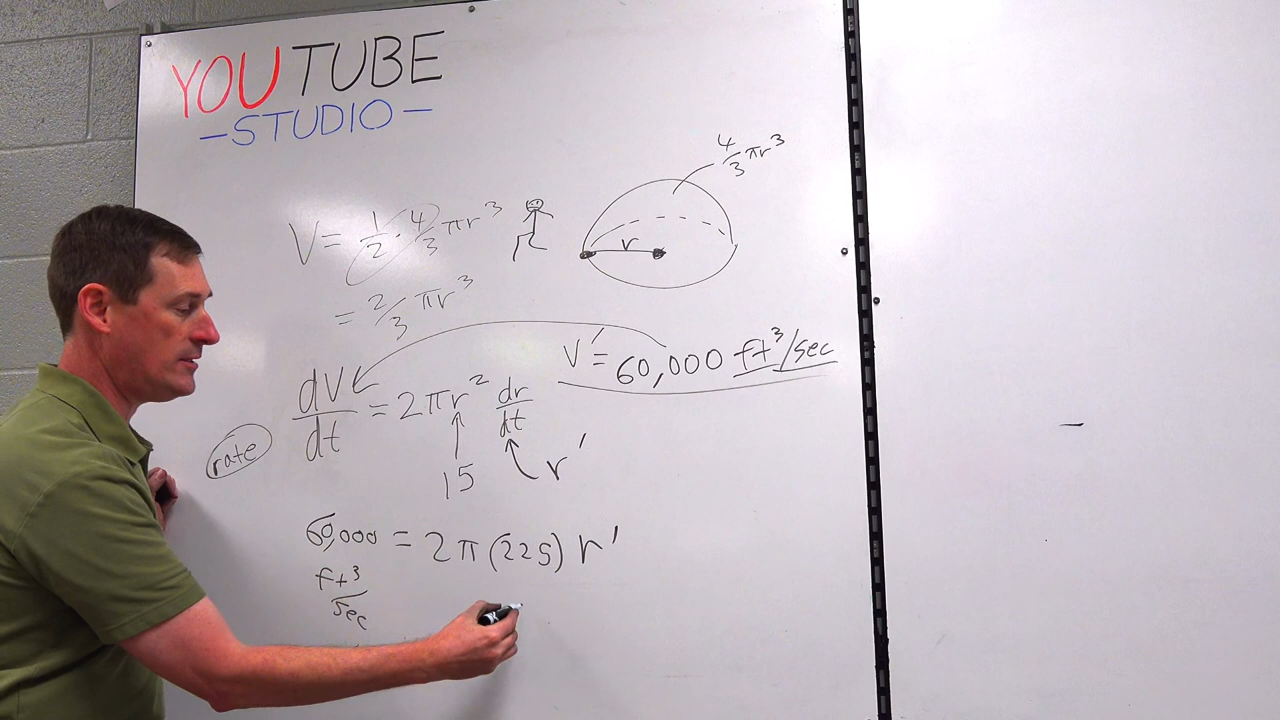 YOUTUBE
-STUDIO-
4/3 πr³
V = 1/2 · 4/3 πr³
r
= 2/3 πr³
V' = 60,000 ft³/sec
dV/dt = 2πr² dr/dt
rate
15
r'
60,000 = 2π(225) r'
ft³/sec